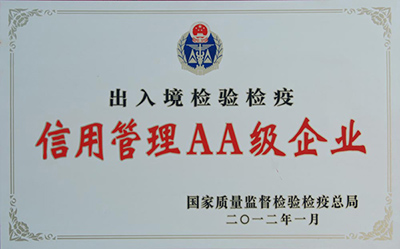 出入境检验检疫
信用管理AA级企业
国家质量监督检验检疫总局
二〇一二年一月